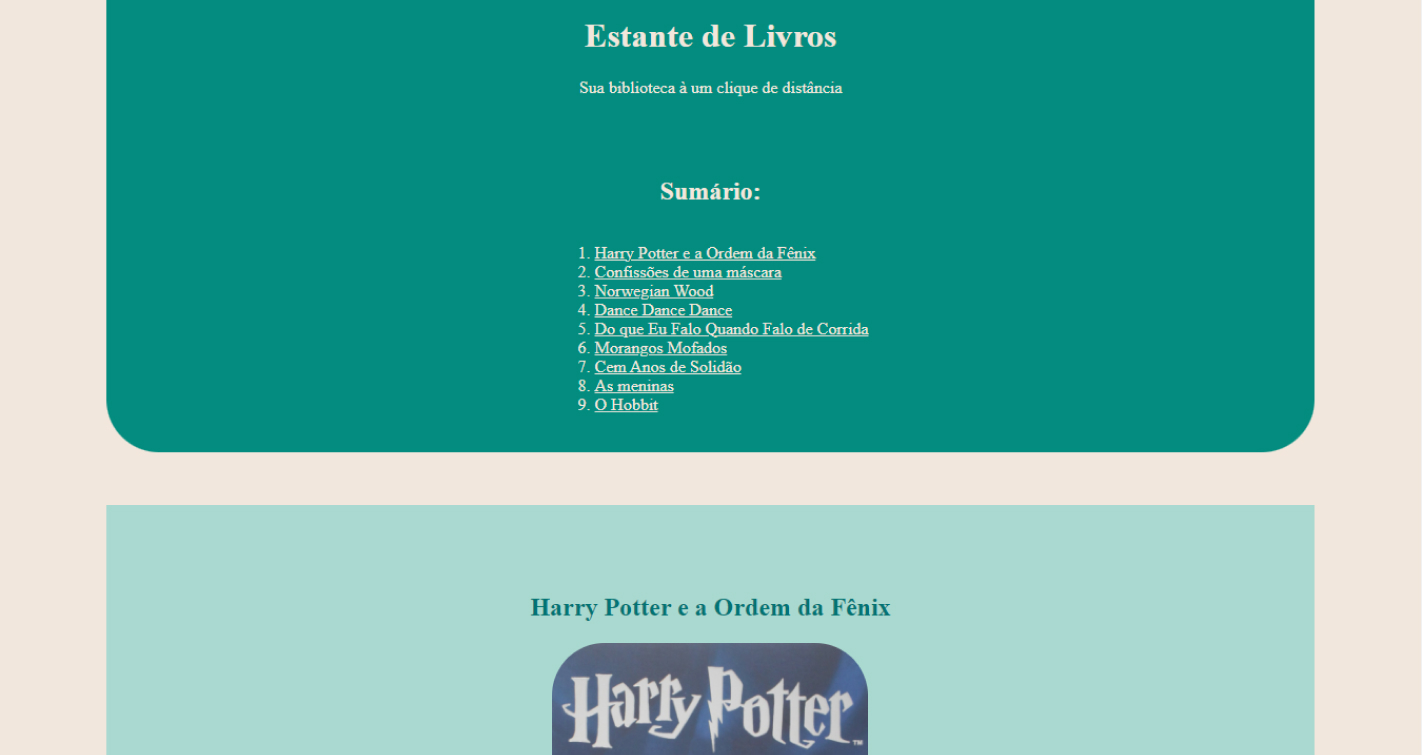 Estante de Livros
Sua biblioteca à um clique de distância
Sumário:
1. Harry Potter e a Ordem da Fênix
2. Confissões de uma máscara
3. Norwegian Wood
4. Dance Dance Dance
5. Do que Eu Falo Quando Falo de Corrida
6. Morangos Mofados
7. Cem Anos de Solidão
8. As meninas
9. O Hobbit
Harry Potter e a Ordem da Fênix
Harry Potter™